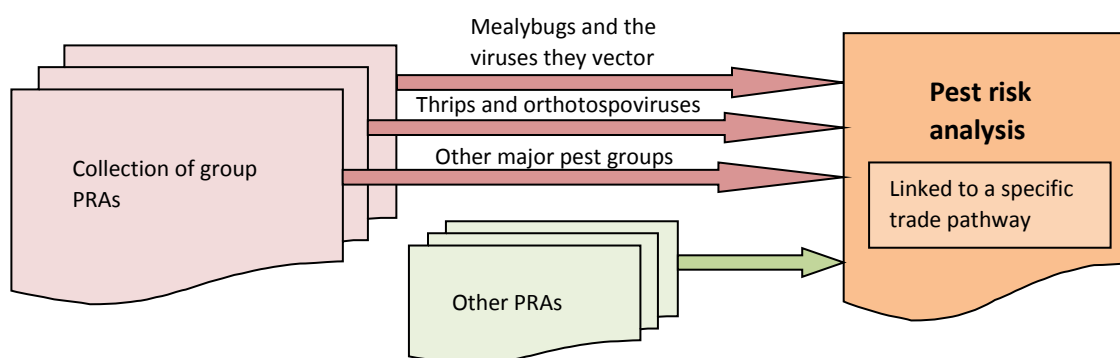 Mealybugs and the
viruses they vector
Thrips and orthotospoviruses
Other major pest groups
Collection of group
PRAs
Other PRAs
Pest risk
analysis
Linked to a specific
trade pathway